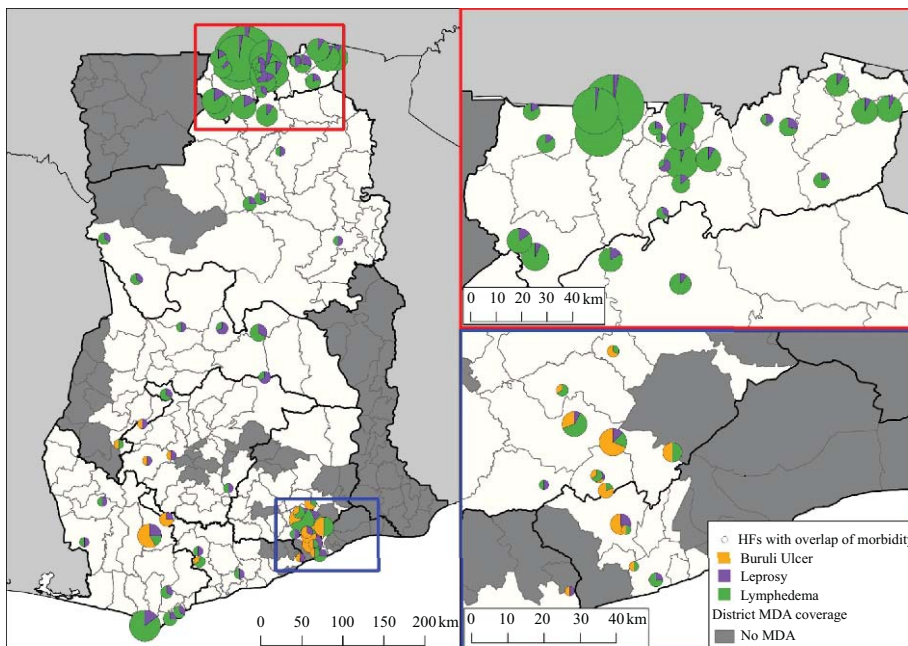 0 50 100 150 200 km
0 10 20 30 40 km
0 10 20 30 40 km
HFs with overlap of morbidity
Buruli Ulcer
Leprosy
Lymphedema
District MDA coverage
No MDA